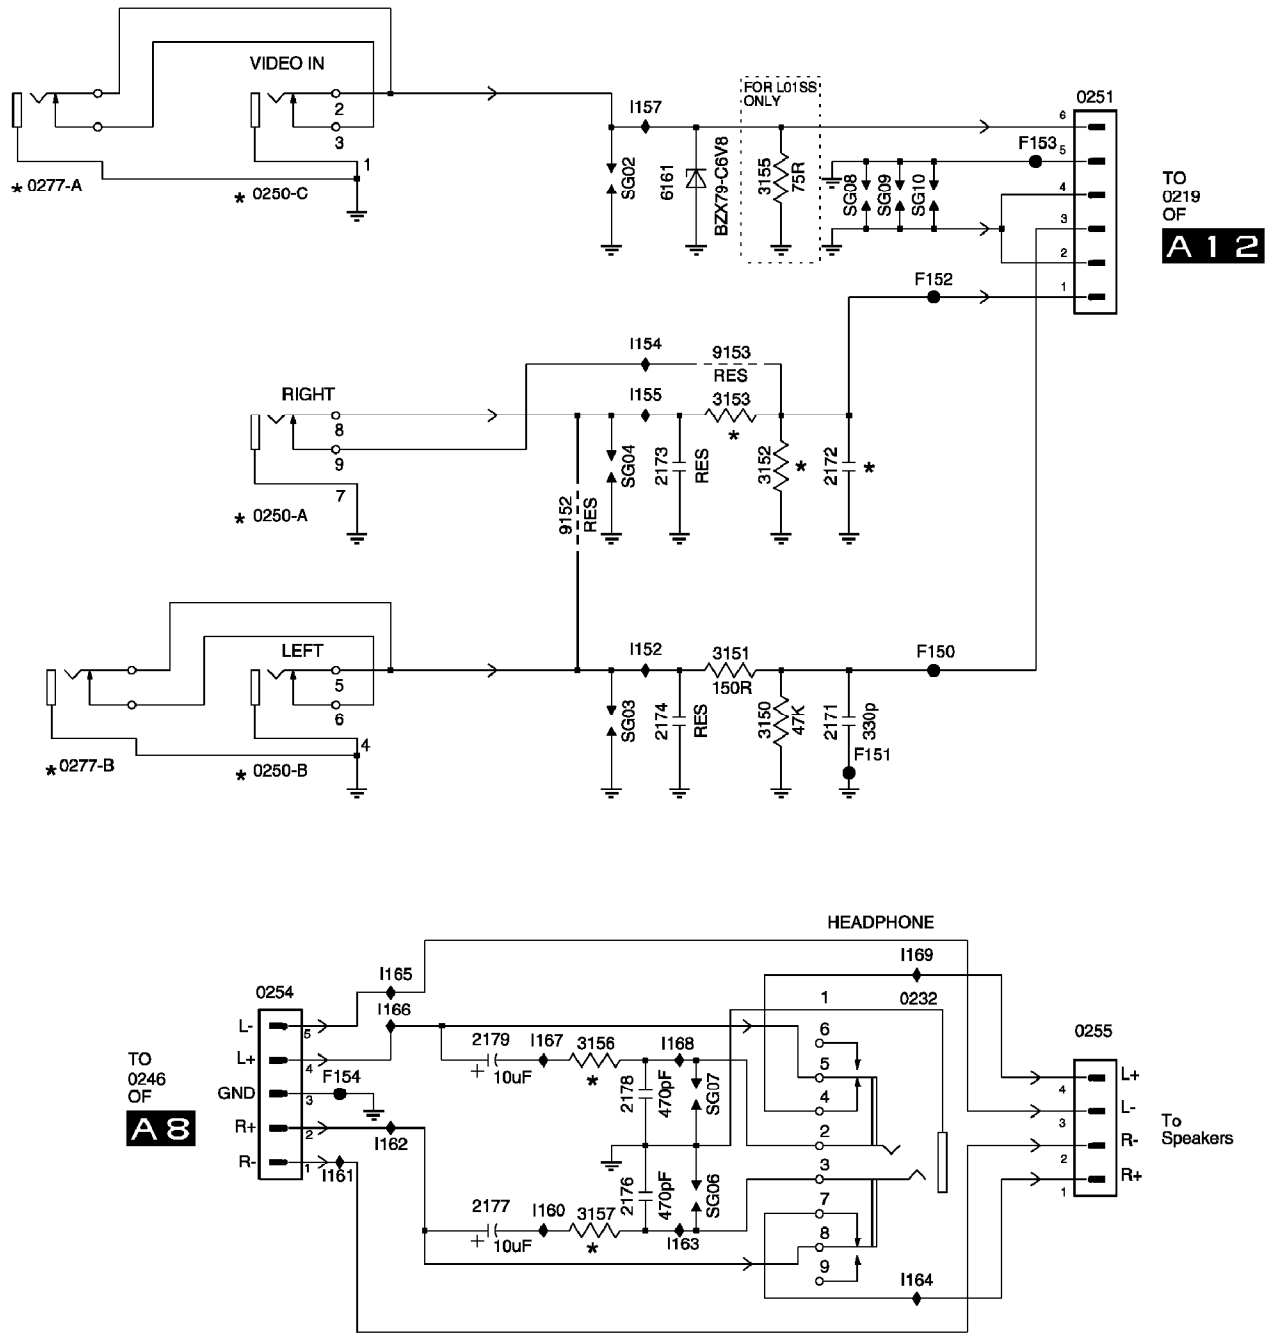 VIDEO IN
2
3
1
* 0277-A
* 0250-C
I157
SG02
6161
BZX79-C6V8
FOR L01SS
ONLY
3155
75R
SG08
SG09
SG10
F153
0251
6
5
4
3
2
1
TO
0219
OF
A12
F152
I154
9153
RES
RIGHT
8
9
7
* 0250-A
I155
3153
*
9152
RES
SG04
2173
RES
3152
*
2172
*
LEFT
5
6
4
* 0277-B
* 0250-B
I152
3151
150R
F150
SG03
2174
RES
3150
47K
2171
330p
F151
HEADPHONE
0254
I165
I166
I169
0232
0255
L-
5
L+
4
F154
GND
3
R+
2
I162
R-
1
I161
TO
0246
OF
A8
2179
+
10uF
I167
3156
*
I168
2178
470pF
SG07
2176
470pF
SG06
2177
+
10uF
I160
3157
*
I163
1
6
5
4
2
3
7
8
9
I164
L+
4
L-
3
R-
2
R+
1
To
Speakers